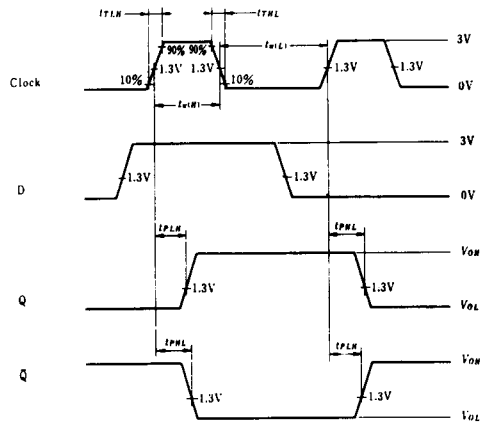 tTLH tTHL
90% 90% tw(L) 3V
1.3V 1.3V 1.3V 1.3V
Clock 10% 10%
tw(H) 0V
3V
D 1.3V 1.3V 0V
tPLH tPHL
VOH
1.3V 1.3V
Q VOL
tPHL tPLH
Q̄ VOH
1.3V 1.3V
VOL